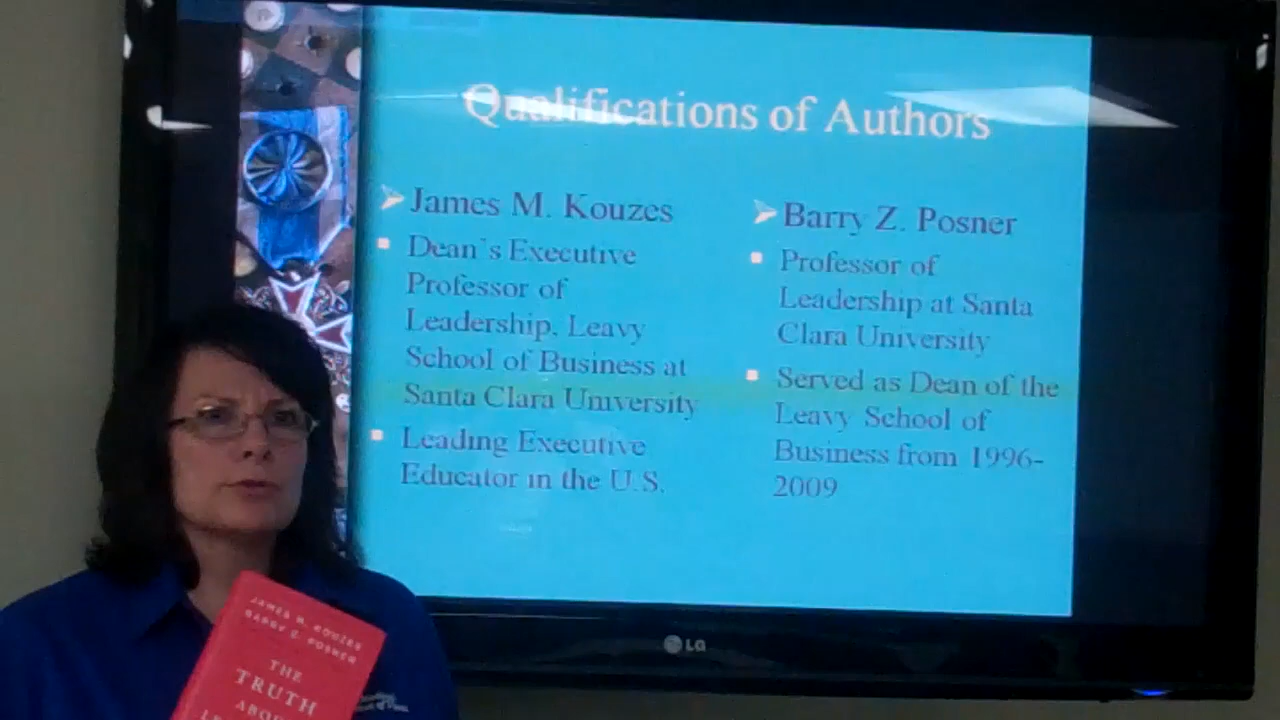 Qualifications of Authors
James M. Kouzes
Dean's Executive
Professor of
Leadership, Leavy
School of Business at
Santa Clara University
Leading Executive
Educator in the U.S.
Barry Z. Posner
Professor of
Leadership at Santa
Clara University
Served as Dean of the
Leavy School of
Business from 1996-
2009
LG
JAMES M. KOUZES
BARRY Z. POSNER
THE
TRUTH